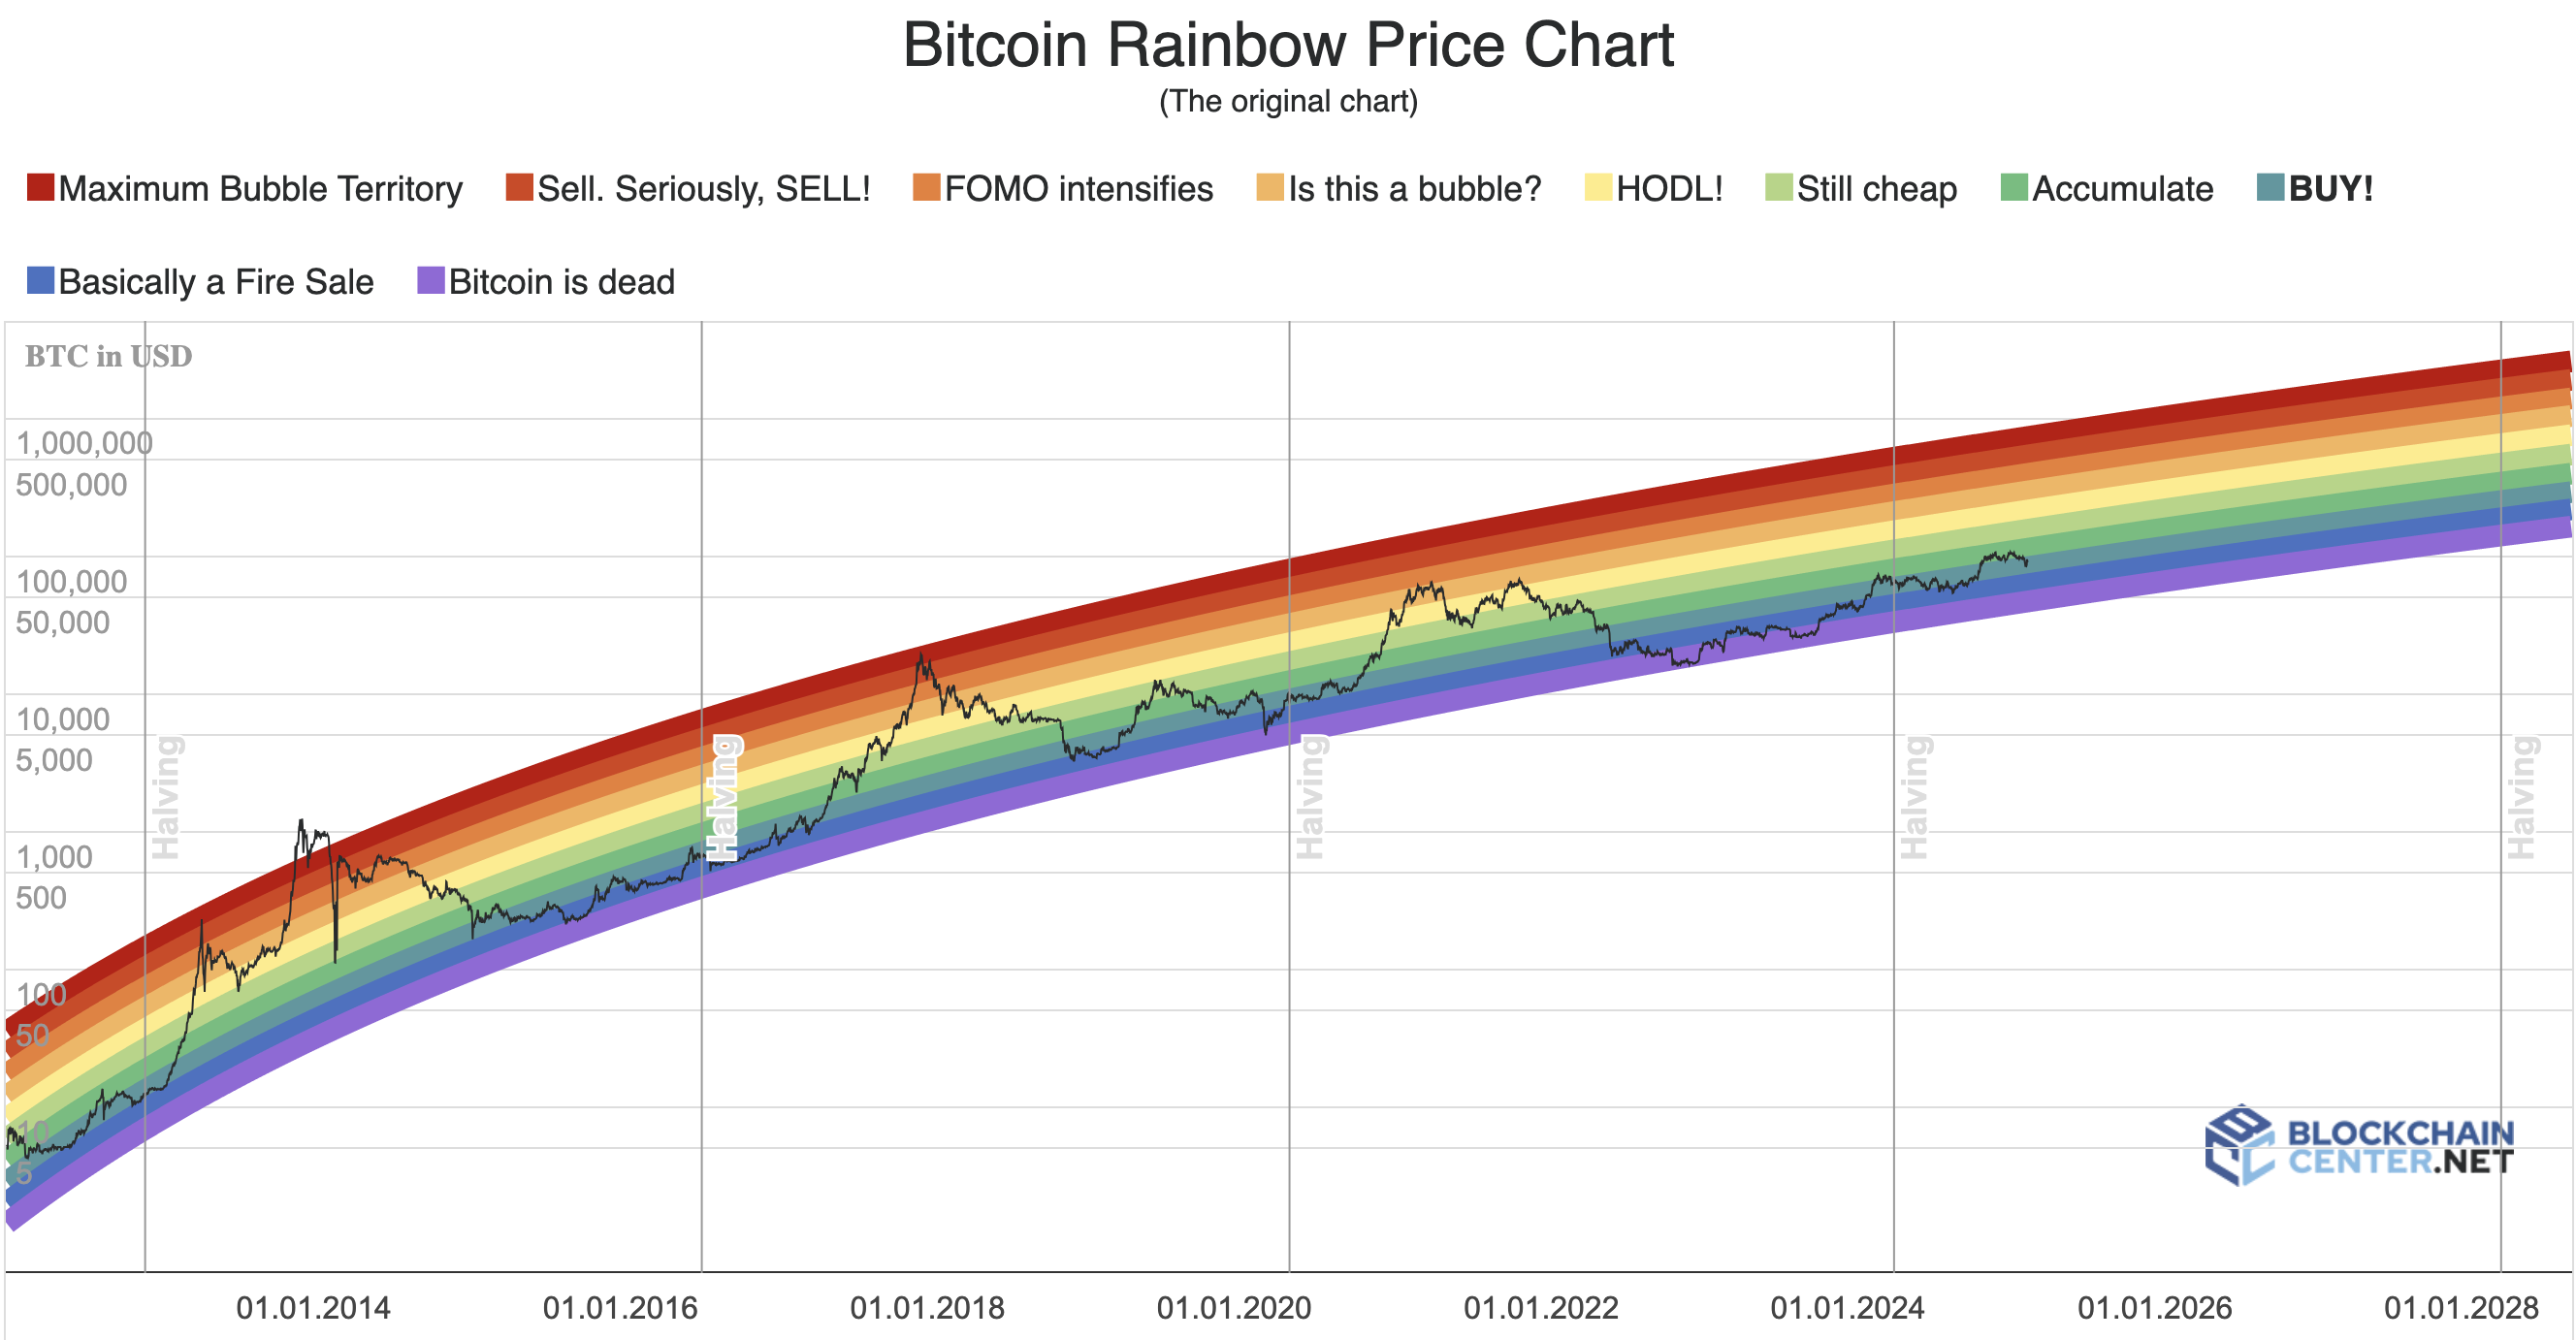 Bitcoin Rainbow Price Chart
(The original chart)
Maximum Bubble Territory Sell. Seriously, SELL! FOMO intensifies Is this a bubble? HODL! Still cheap Accumulate BUY!
Basically a Fire Sale Bitcoin is dead
BTC in USD
1,000,000
500,000
100,000
50,000
10,000
5,000
1,000
500
100
50
10
5
Halving
Halving
Halving
Halving
Halving
BLOCKCHAIN
CENTER.NET
01.01.2014 01.01.2016 01.01.2018 01.01.2020 01.01.2022 01.01.2024 01.01.2026 01.01.2028